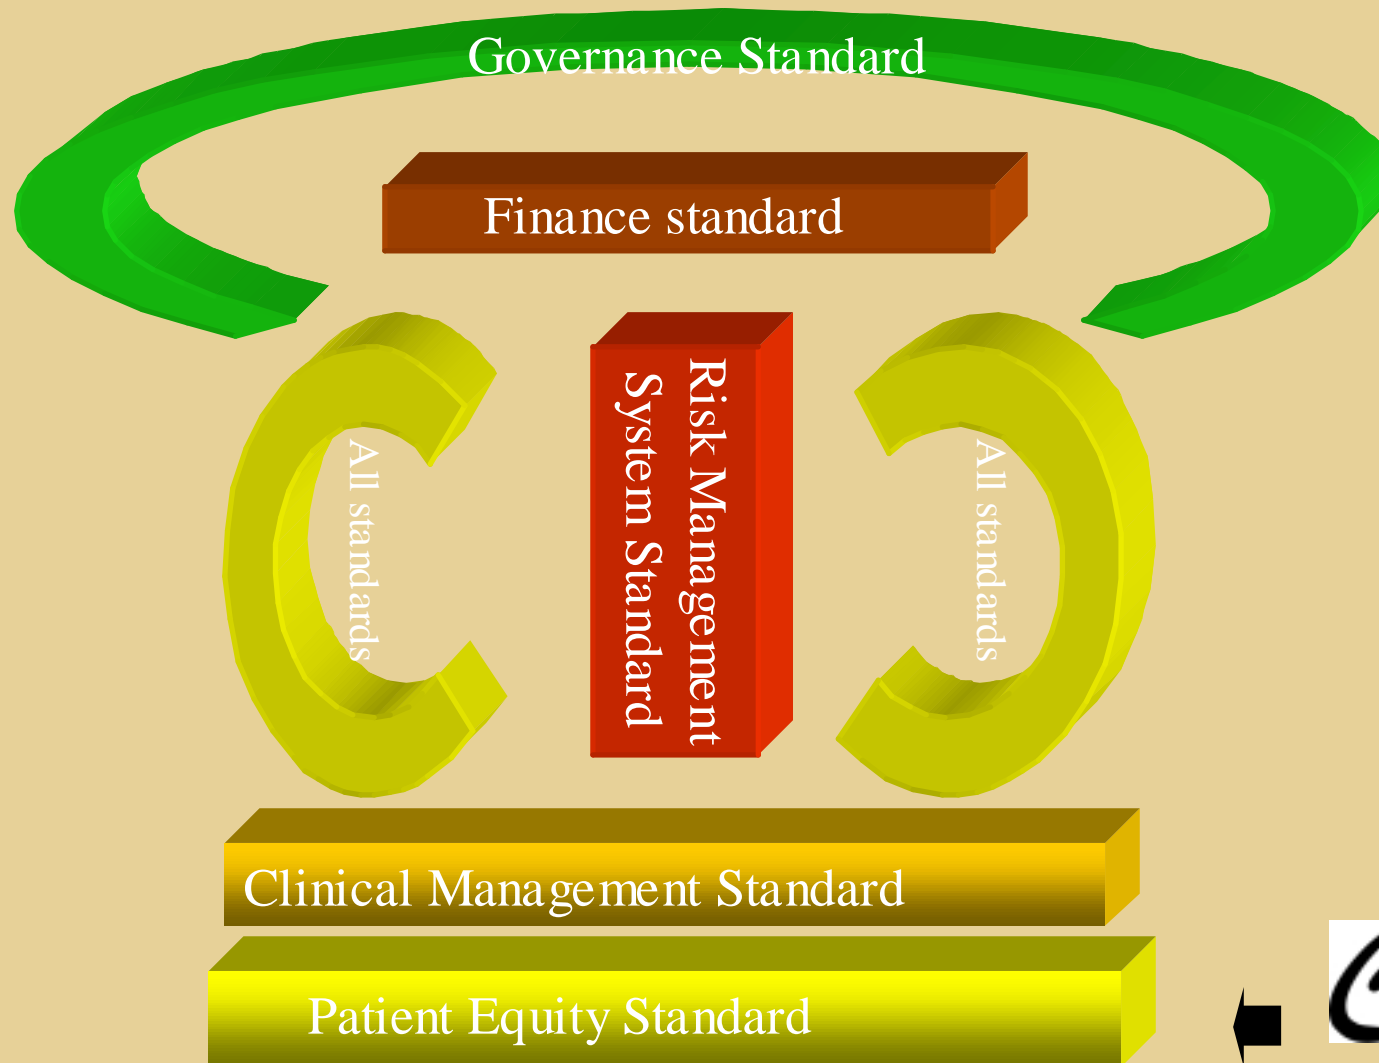 Governance Standard
Finance standard
All standards
Risk Management
System Standard
All standards
Clinical Management Standard
Patient Equity Standard